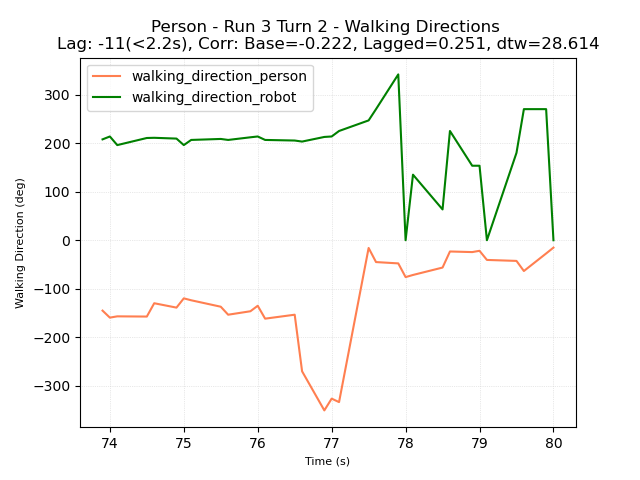 Person - Run 3 Turn 2 - Walking Directions
Lag: -11(<2.2s), Corr: Base=-0.222, Lagged=0.251, dtw=28.614
walking_direction_person
walking_direction_robot
Walking Direction (deg)
300
200
100
0
−100
−200
−300
74 75 76 77 78 79 80
Time (s)